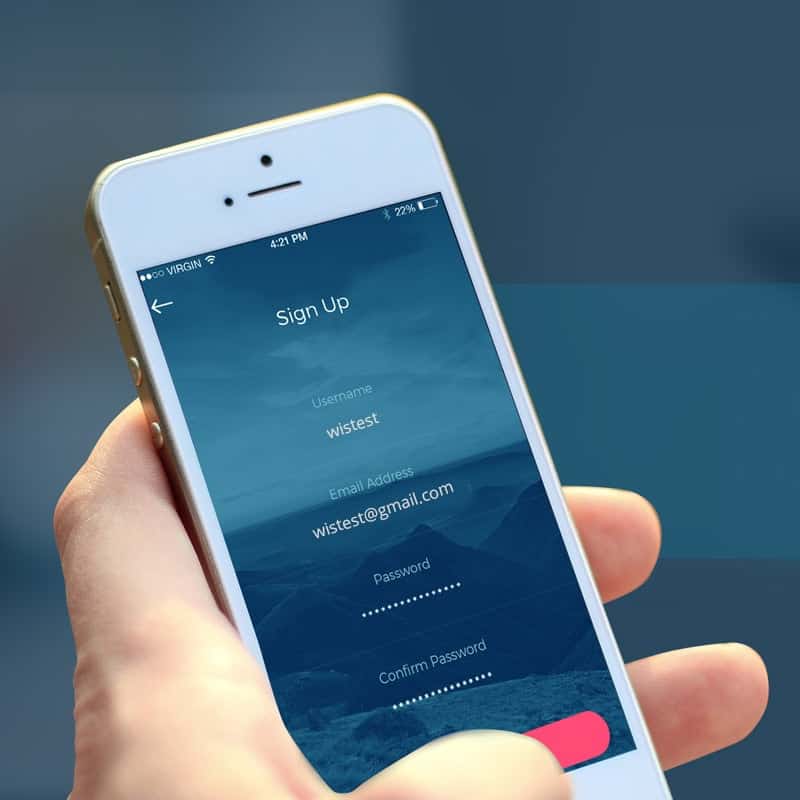 VIRGIN 4:21 PM 22%
Sign Up
Username
wistest
Email Address
wistest@gmail.com
Password
Confirm Password